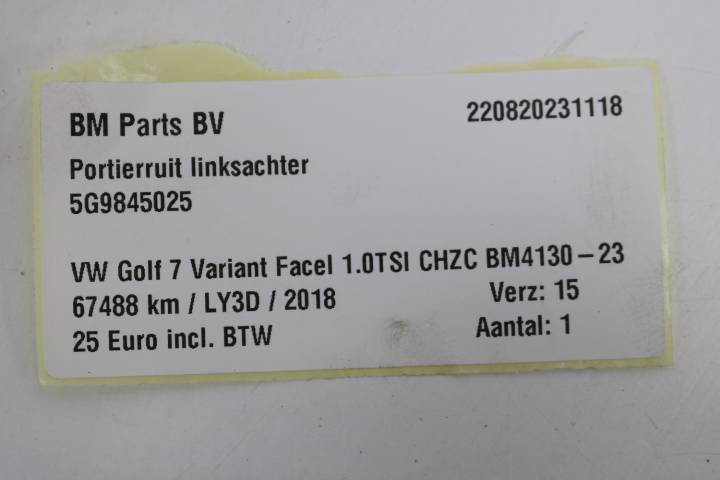 BM Parts BV 220820231118
Portierruit linksachter
5G9845025
VW Golf 7 Variant Facel 1.0TSI CHZC BM4130-23
67488 km / LY3D / 2018 Verz: 15
25 Euro incl. BTW Aantal: 1